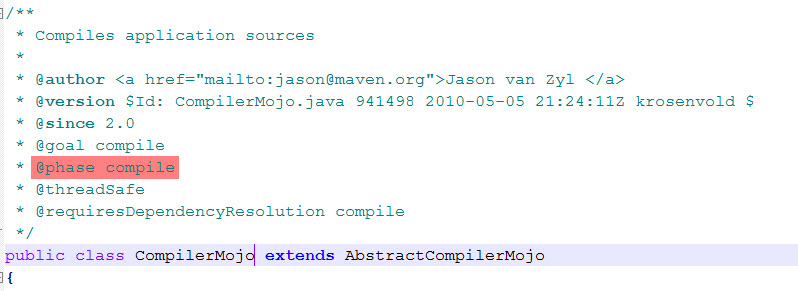 /**
* Compiles application sources
*
* @author <a href="mailto:jason@maven.org">Jason van Zyl </a>
* @version $Id: CompilerMojo.java 941498 2010-05-05 21:24:11Z krosenvold $
* @since 2.0
* @goal compile
* @phase compile
* @threadSafe
* @requiresDependencyResolution compile
*/
public class CompilerMojo extends AbstractCompilerMojo
{